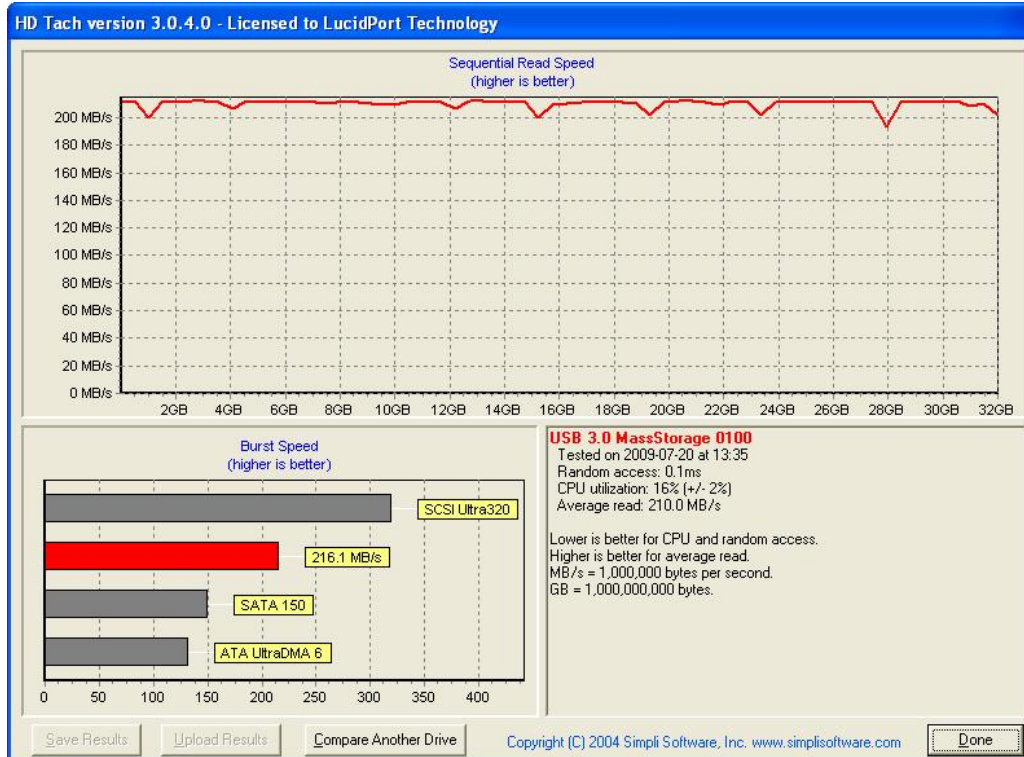 HD Tach version 3.0.4.0 - Licensed to LucidPort Technology
Sequential Read Speed
(higher is better)
200 MB/s
180 MB/s
160 MB/s
140 MB/s
120 MB/s
100 MB/s
80 MB/s
60 MB/s
40 MB/s
20 MB/s
0 MB/s
2GB 4GB 6GB 8GB 10GB 12GB 14GB 16GB 18GB 20GB 22GB 24GB 26GB 28GB 30GB 32GB
Burst Speed
(higher is better)
SCSI Ultra320
216.1 MB/s
SATA 150
ATA UltraDMA 6
0 50 100 150 200 250 300 350 400
USB 3.0 MassStorage 0100
Tested on 2009-07-20 at 13:35
Random access: 0.1ms
CPU utilization: 16% (+/- 2%)
Average read: 210.0 MB/s
Lower is better for CPU and random access.
Higher is better for average read.
MB/s = 1,000,000 bytes per second.
GB = 1,000,000,000 bytes.
Save Results Upload Results Compare Another Drive Copyright (C) 2004 Simpli Software, Inc. www.simplisoftware.com Done